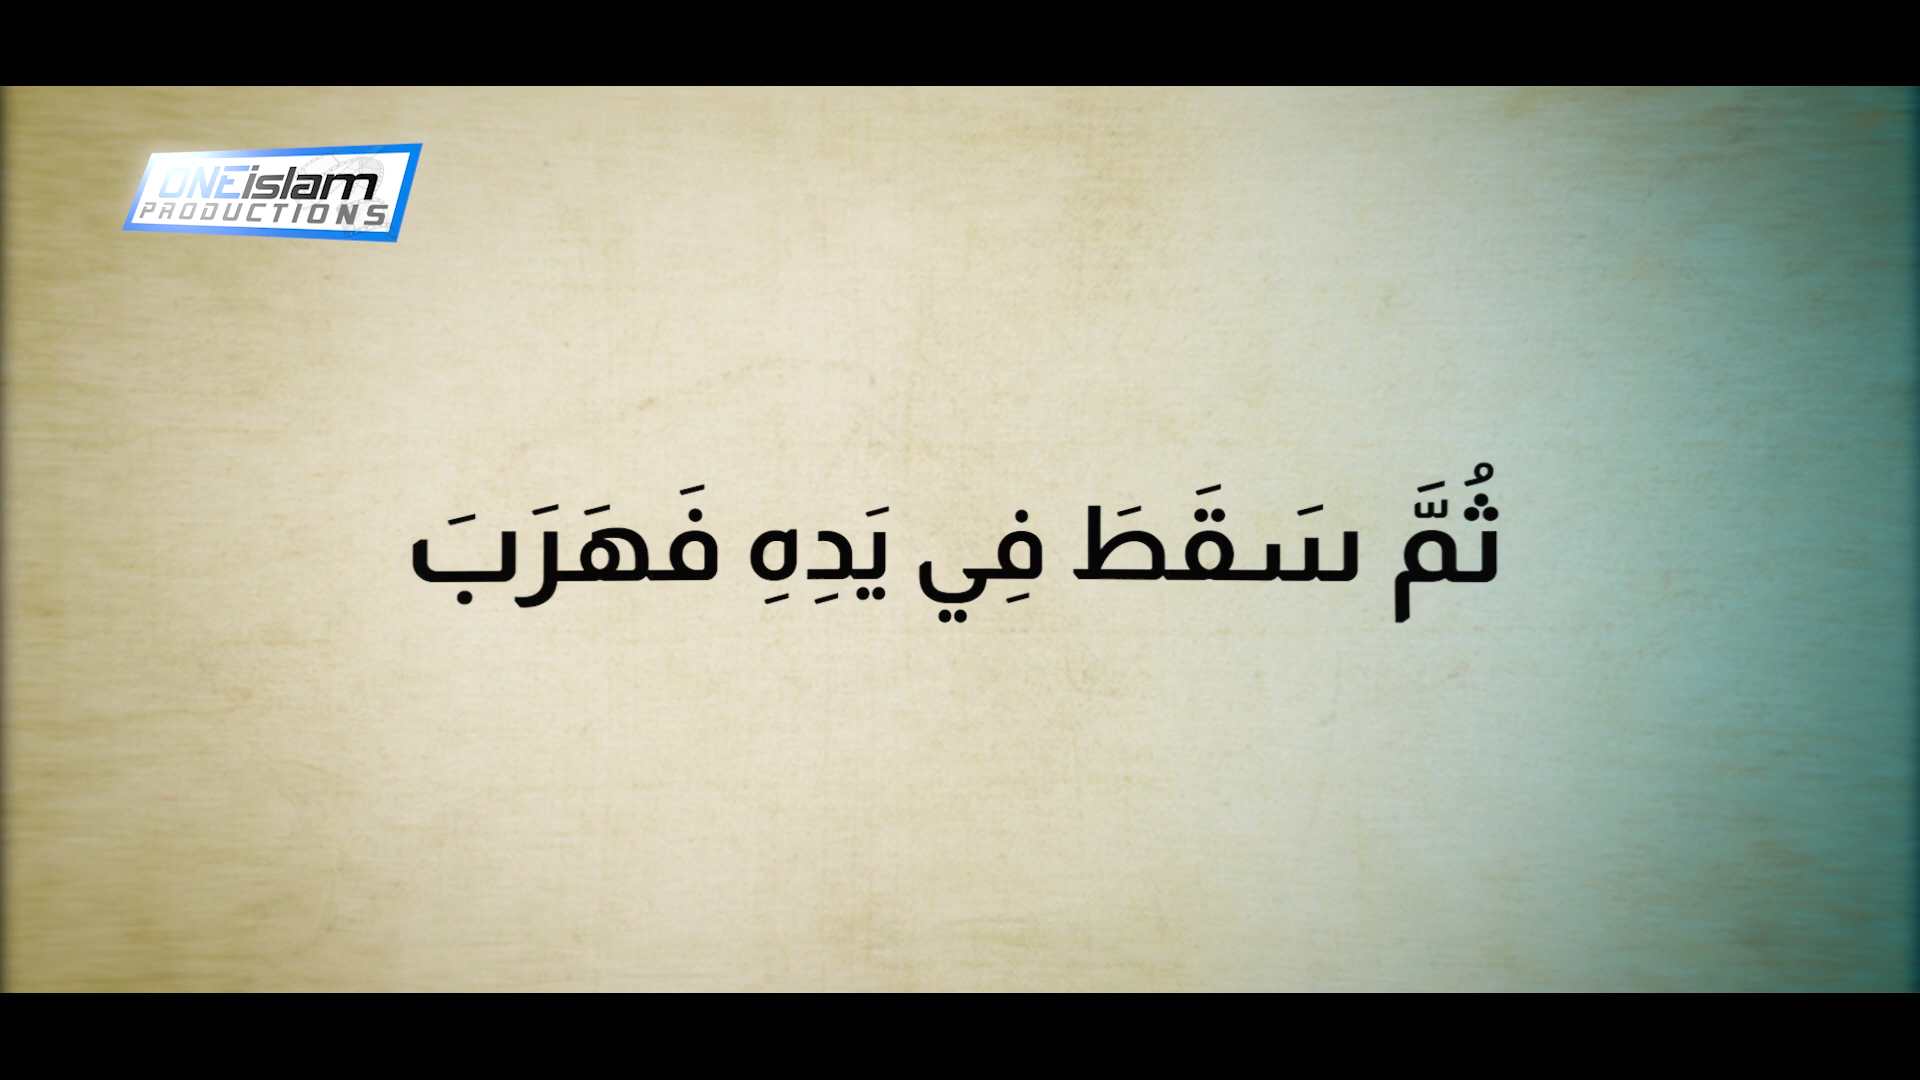 ONEislam
PRODUCTIONS
ثُمَّ سَقَطَ فِي يَدِهِ فَهَرَبَ